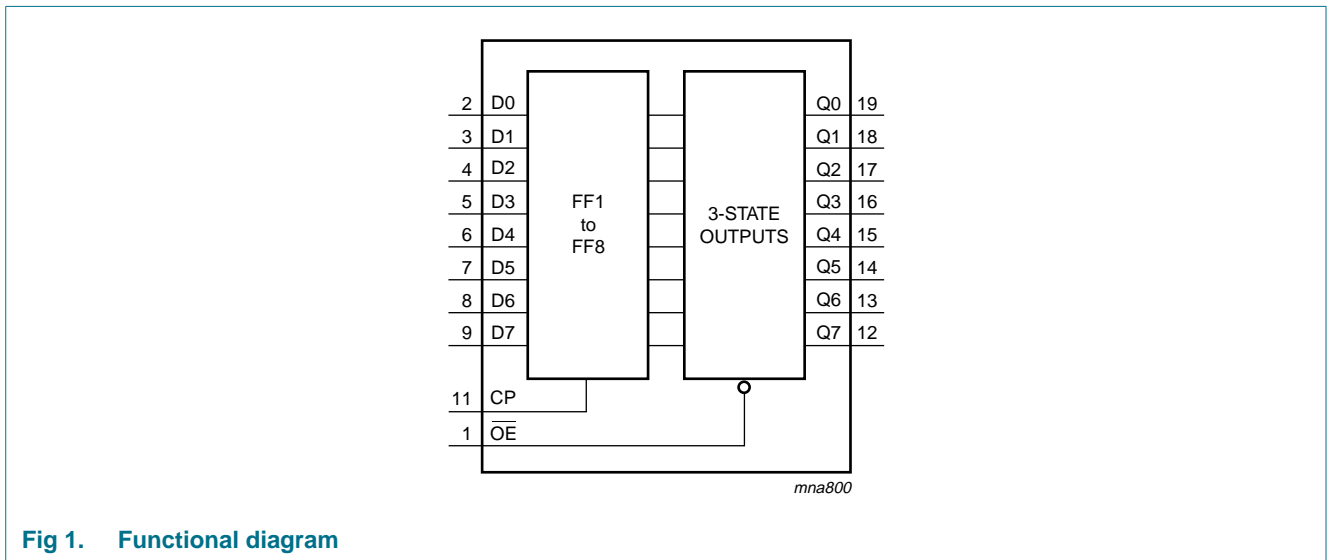 2 D0 Q0 19
3 D1 Q1 18
4 D2 Q2 17
5 D3 FF1 Q3 16
to 3-STATE
6 D4 FF8 OUTPUTS Q4 15
7 D5 Q5 14
8 D6 Q6 13
9 D7 Q7 12
11 CP
1 O̅E̅
mna800
Fig 1. Functional diagram